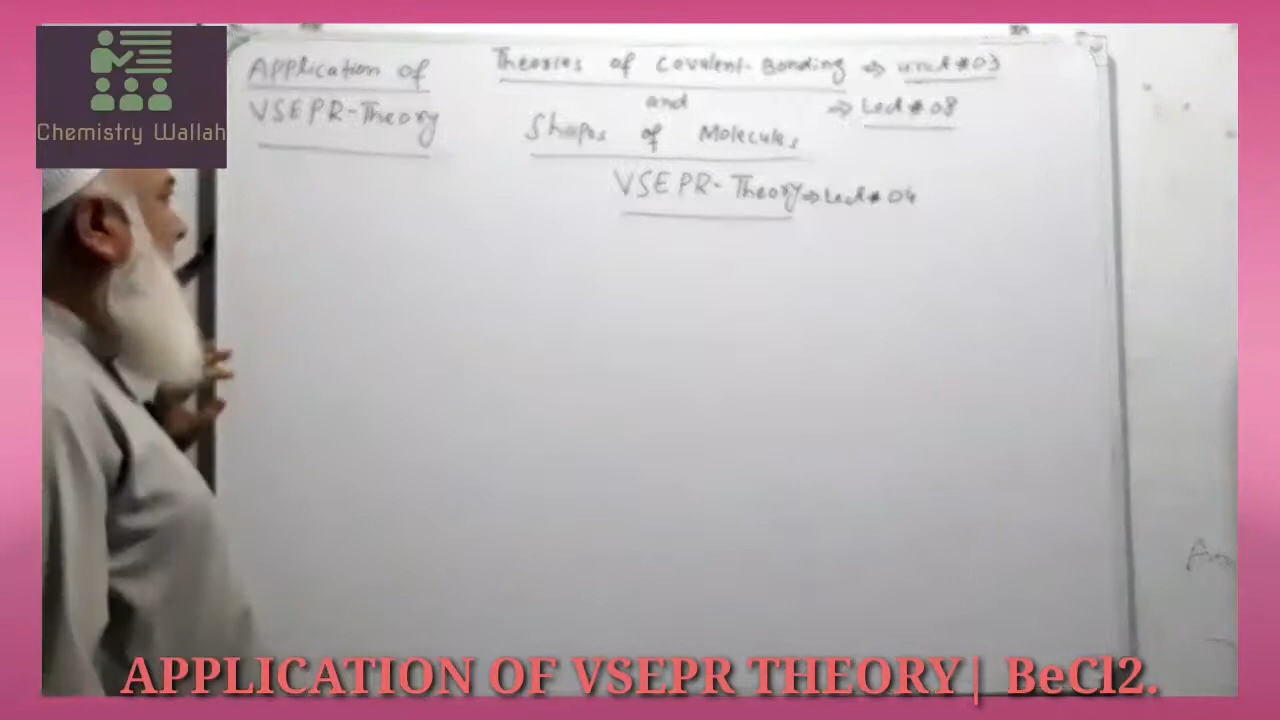 Chemistry Wallah
Application of
VSEPR-Theory
Theories of Covalent-Bonding ⇒ unit # 03
and ⇒ Lect # 08
Shapes of Molecules
VSEPR-Theory ⇒ Lect # 04
APPLICATION OF VSEPR THEORY| BeCl2.